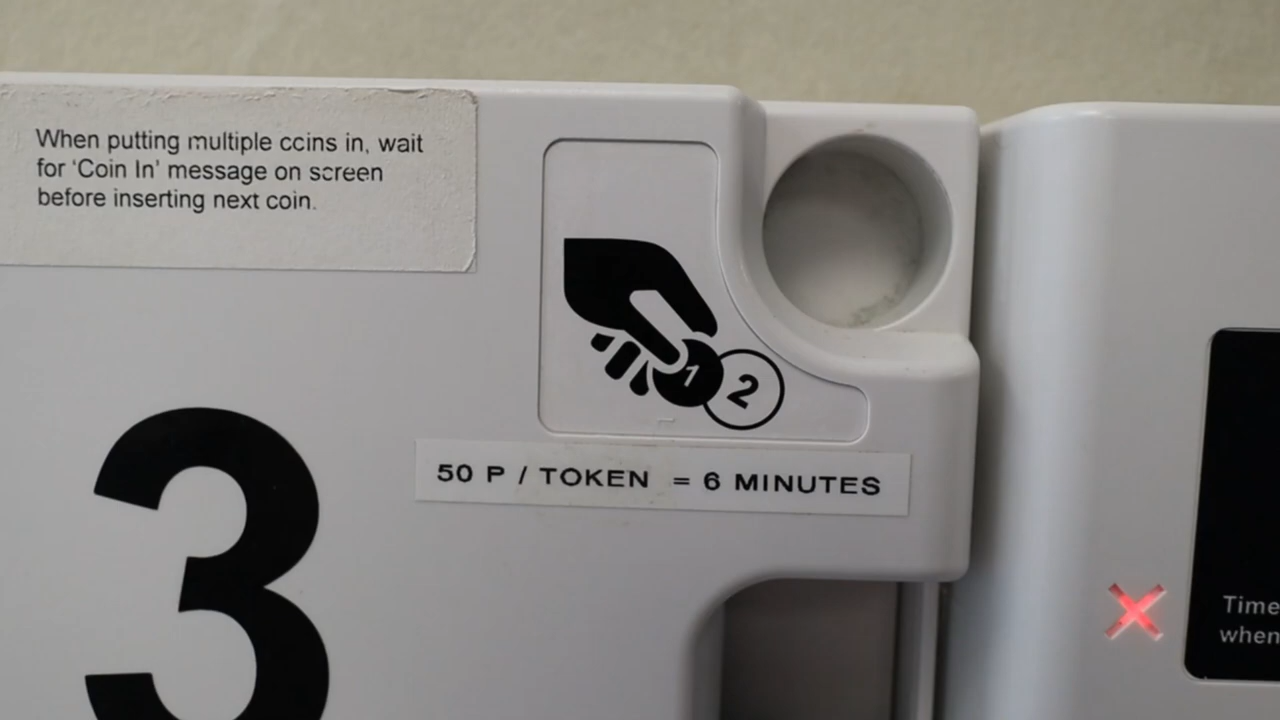 When putting multiple ccins in, wait
for 'Coin In' message on screen
before inserting next coin.
1 2
50 P / TOKEN = 6 MINUTES
3
Time
when